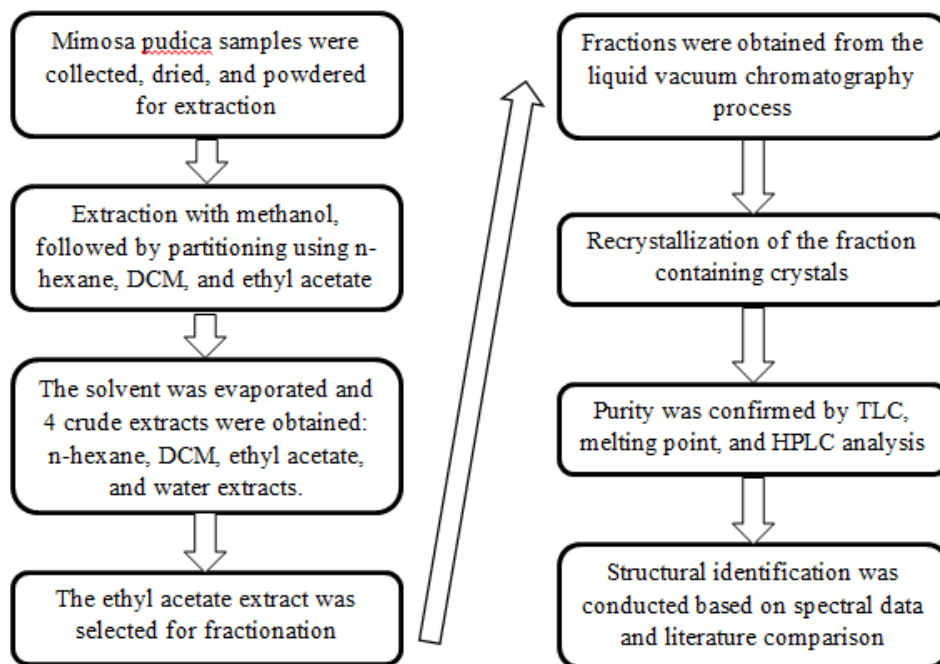 Mimosa pudica samples were
collected, dried, and powdered
for extraction
Extraction with methanol,
followed by partitioning using n-
hexane, DCM, and ethyl acetate
The solvent was evaporated and
4 crude extracts were obtained:
n-hexane, DCM, ethyl acetate,
and water extracts.
The ethyl acetate extract was
selected for fractionation
Fractions were obtained from the
liquid vacuum chromatography
process
Recrystallization of the fraction
containing crystals
Purity was confirmed by TLC,
melting point, and HPLC analysis
Structural identification was
conducted based on spectral data
and literature comparison